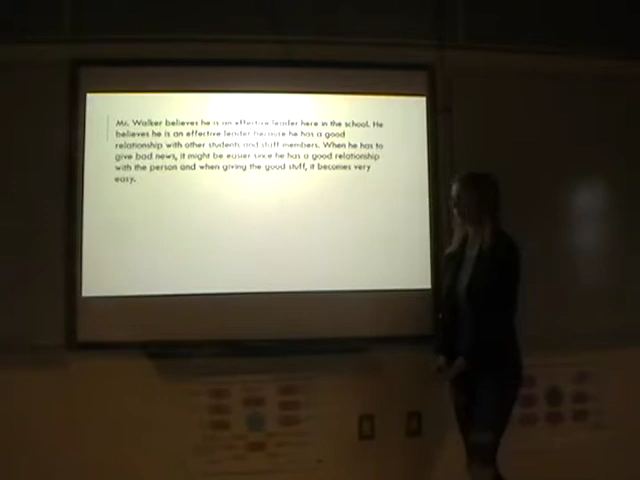 Mr. Walker believes he is an effective leader here in the school. He
believes he is an effective leader because he has a good
relationship with other students and staff members. When he has to
give bad news, it might be easier since he has a good relationship
with the person and when giving the good stuff, it becomes very
easy.